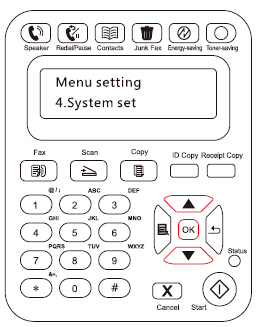 Speaker Redial/Pause Contacts Junk Fax Energy-saving Toner-saving
Menu setting
4.System set
Fax Scan Copy ID Copy Receipt Copy
@/: ABC DEF
1 2 3
GHI JKL MNO
4 5 6 OK
PQRS TUV WXYZ
7 8 9 Status
&+,
* 0 # X
Cancel Start